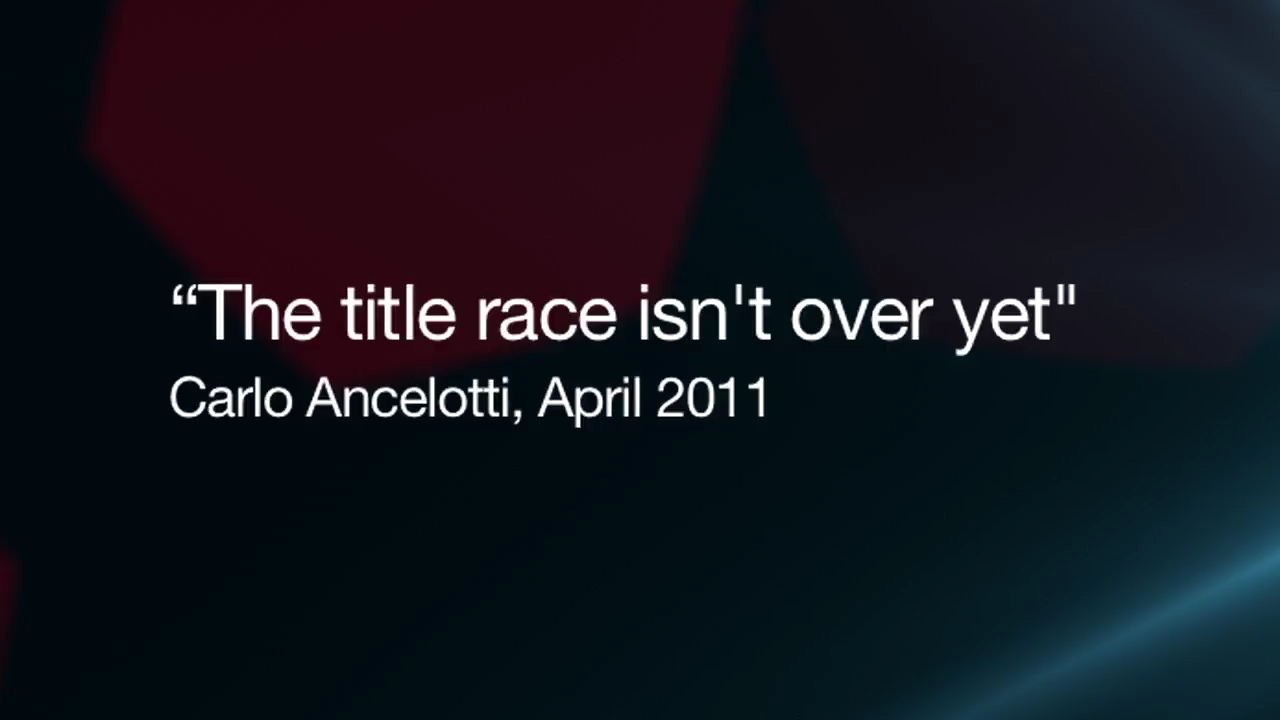 “The title race isn't over yet"
Carlo Ancelotti, April 2011